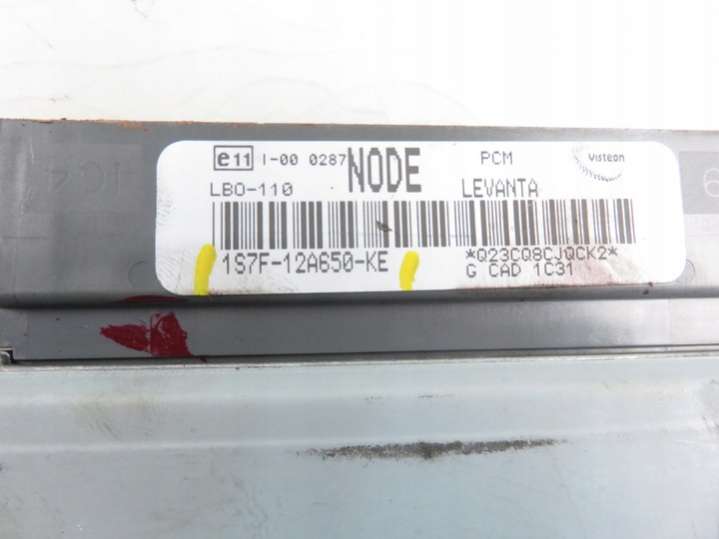 e11 I-00 0287 NODE PCM Visteon
LBO-110 LEVANTA
1S7F-12A650-KE *Q23CQ8CJQCK2*
G CAD 1C31